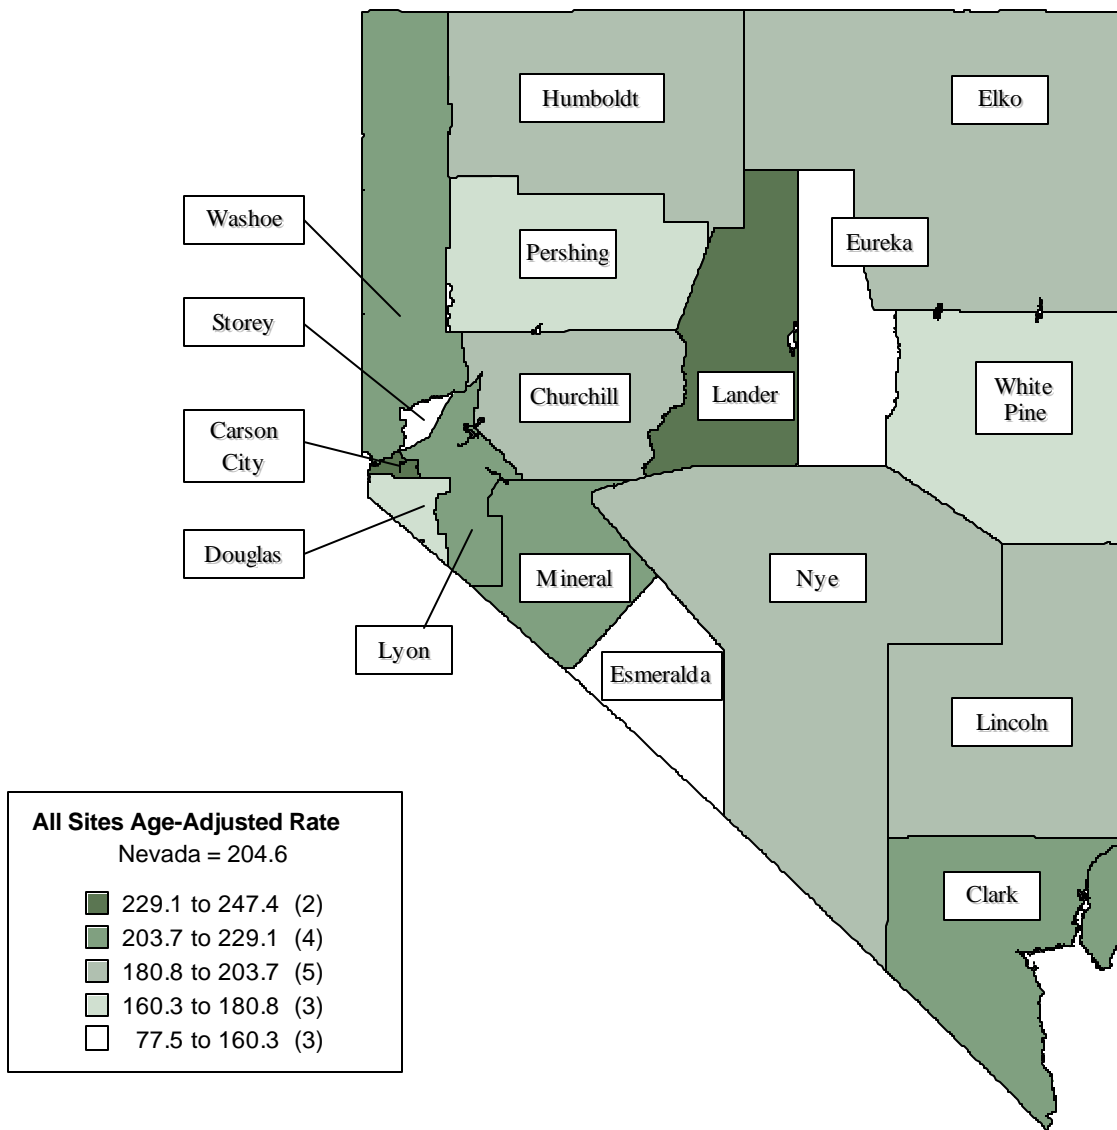 Humboldt
Elko
Washoe
Eureka
Pershing
Storey
Churchill
Lander
White
Pine
Carson
City
Douglas
Mineral
Nye
Lyon
Esmeralda
Lincoln
All Sites Age-Adjusted Rate
Nevada = 204.6
229.1 to 247.4 (2)
203.7 to 229.1 (4)
180.8 to 203.7 (5)
160.3 to 180.8 (3)
77.5 to 160.3 (3)
Clark